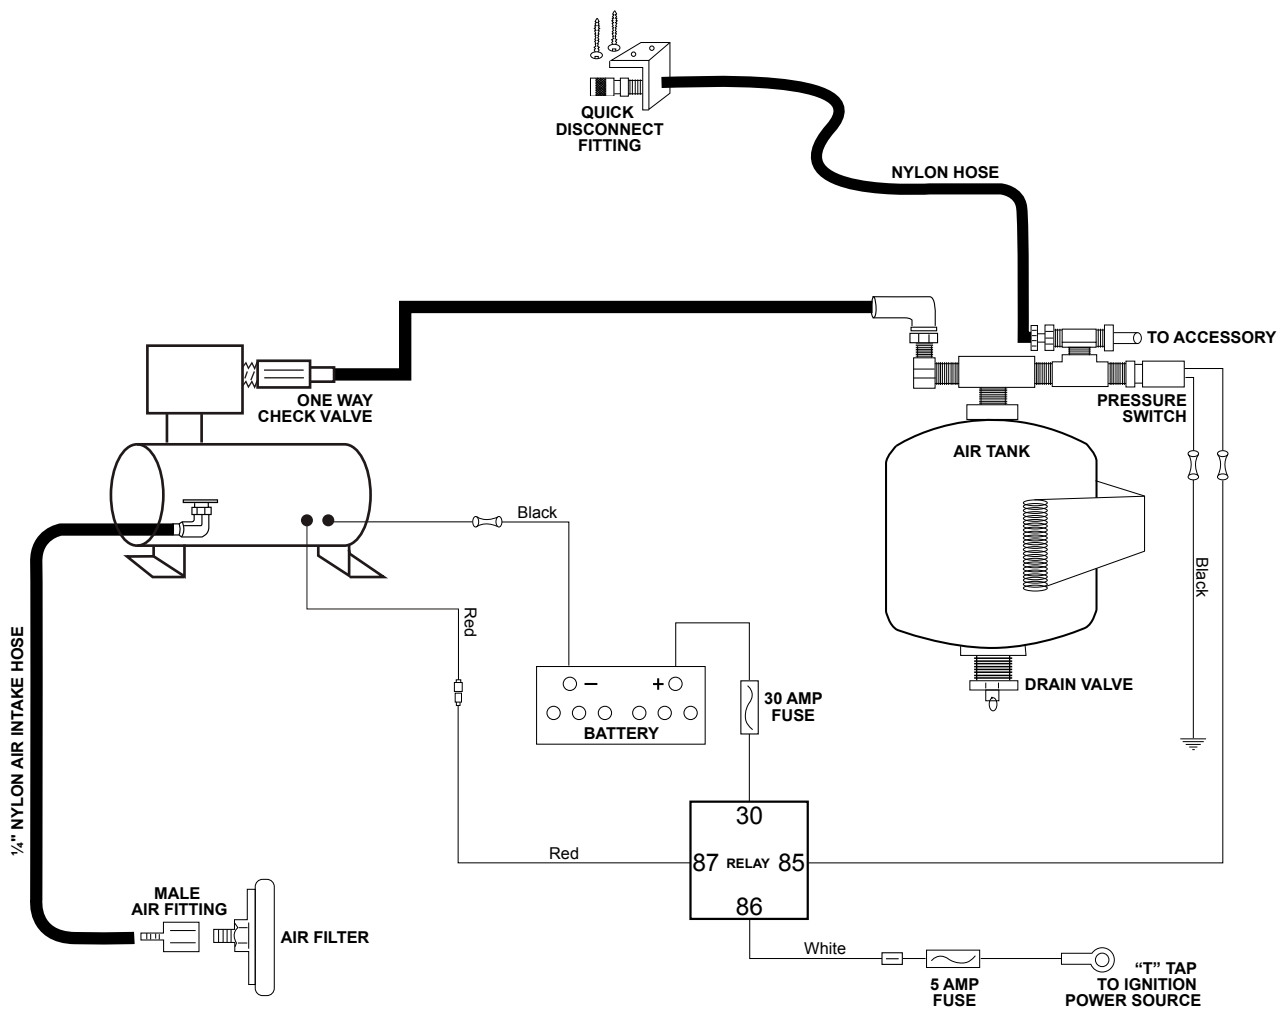 QUICK
DISCONNECT
FITTING
NYLON HOSE
TO ACCESSORY
ONE WAY
CHECK VALVE
PRESSURE
SWITCH
AIR TANK
Black
Black
Red
¼" NYLON AIR INTAKE HOSE
− +
BATTERY
30 AMP
FUSE
DRAIN VALVE
30
Red
87 RELAY 85
86
MALE
AIR FITTING
AIR FILTER
White
5 AMP
FUSE
“T” TAP
TO IGNITION
POWER SOURCE